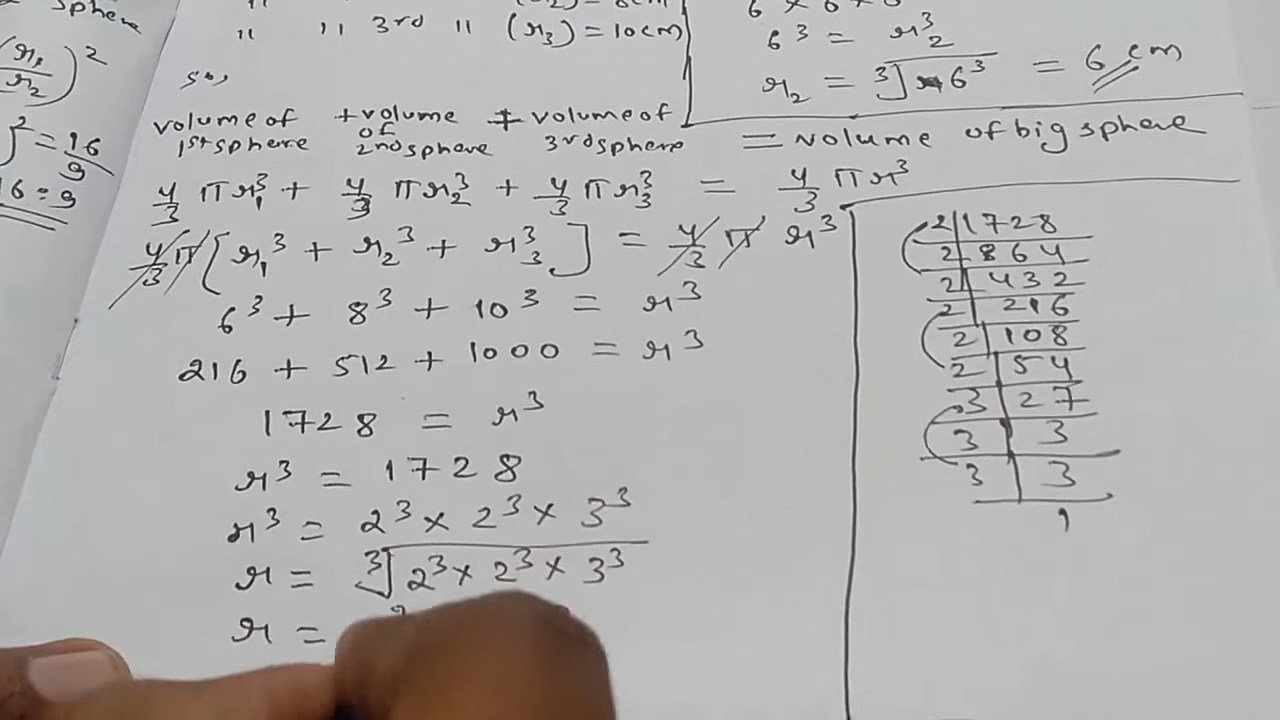 sphere
(r₁/r₂)²
)² = 16/9
16 : 9
〃 〃 3rd 〃 (r₃) = 10cm
6³ = r₂³
r₂ = ³√6³ = 6 cm
so,
volume of 1st sphere + volume of 2nd sphere + volume of 3rd sphere = volume of big sphere
4/3 πr₁³ + 4/3 πr₂³ + 4/3 πr₃³ = 4/3 πr³
4/3 π[r₁³ + r₂³ + r₃³] = 4/3 π r³
6³ + 8³ + 10³ = r³
216 + 512 + 1000 = r³
1728 = r³
r³ = 1728
r³ = 2³ × 2³ × 3³
r = ³√2³ × 2³ × 3³
r =
2 | 1728
2 | 864
2 | 432
2 | 216
2 | 108
2 | 54
3 | 27
3 | 3
3 | 3
1